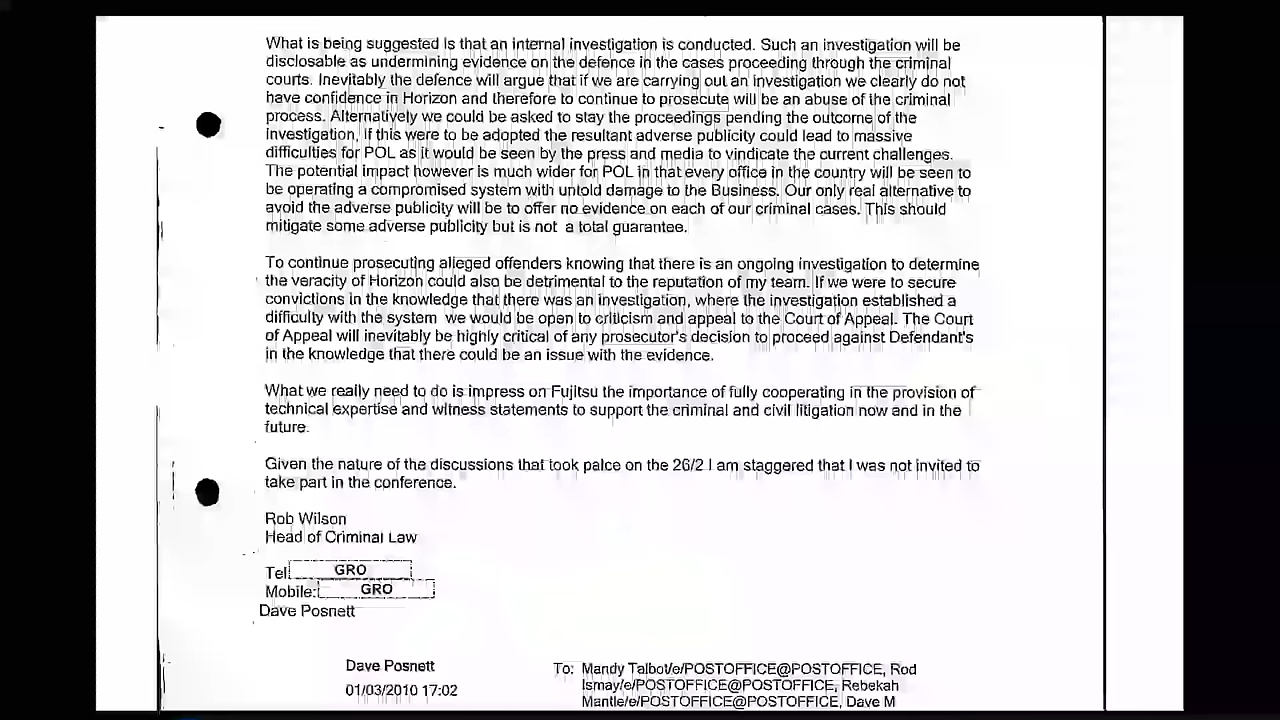 What is being suggested is that an internal investigation is conducted. Such an investigation will be
disclosable as undermining evidence on the defence in the cases proceeding through the criminal
courts. Inevitably the defence will argue that if we are carrying out an investigation we clearly do not
have confidence in Horizon and therefore to continue to prosecute will be an abuse of the criminal
process. Alternatively we could be asked to stay the proceedings pending the outcome of the
investigation, if this were to be adopted the resultant adverse publicity could lead to massive
difficulties for POL as it would be seen by the press and media to vindicate the current challenges.
The potential impact however is much wider for POL in that every office in the country will be seen to
be operating a compromised system with untold damage to the Business. Our only real alternative to
avoid the adverse publicity will be to offer no evidence on each of our criminal cases. This should
mitigate some adverse publicity but is not a total guarantee.
To continue prosecuting alleged offenders knowing that there is an ongoing investigation to determine
the veracity of Horizon could also be detrimental to the reputation of my team. If we were to secure
convictions in the knowledge that there was an investigation, where the investigation established a
difficulty with the system we would be open to criticism and appeal to the Court of Appeal. The Court
of Appeal will inevitably be highly critical of any prosecutor's decision to proceed against Defendant's
in the knowledge that there could be an issue with the evidence.
What we really need to do is impress on Fujitsu the importance of fully cooperating in the provision of
technical expertise and witness statements to support the criminal and civil litigation now and in the
future.
Given the nature of the discussions that took palce on the 26/2 I am staggered that I was not invited to
take part in the conference.
Rob Wilson
Head of Criminal Law
Tel GRO
Mobile: GRO
Dave Posnett
Dave Posnett
01/03/2010 17:02
To: Mandy Talbot/e/POSTOFFICE@POSTOFFICE, Rod
Ismay/e/POSTOFFICE@POSTOFFICE, Rebekah
Mantle/e/POSTOFFICE@POSTOFFICE, Dave M